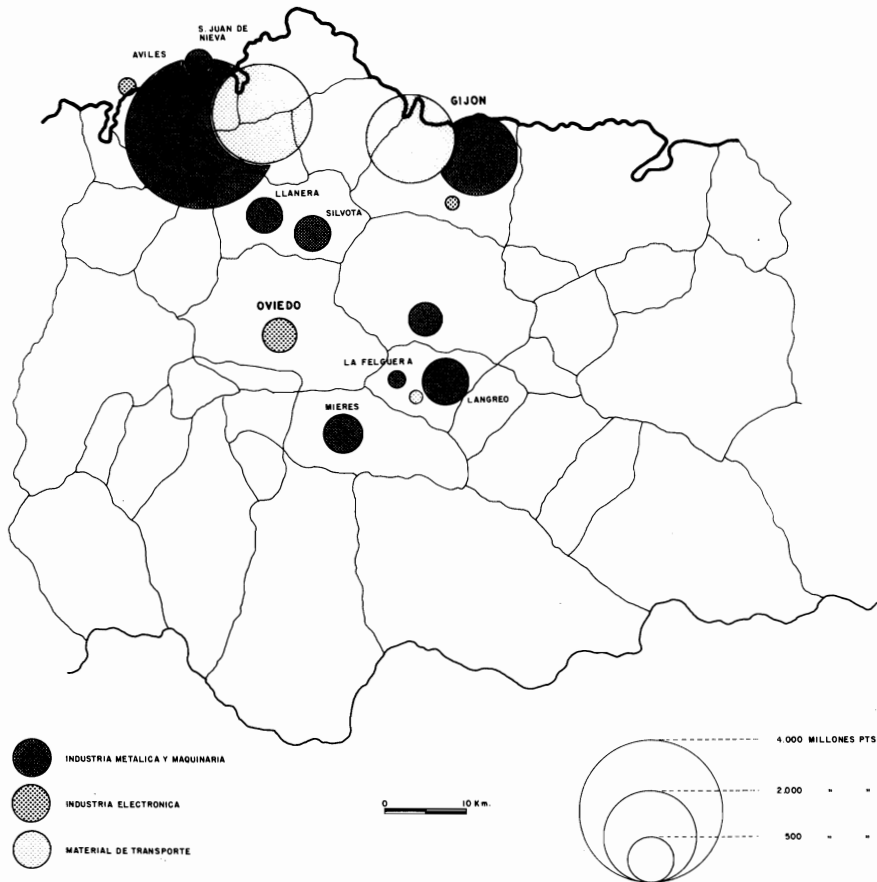 S. JUAN DE
NIEVA
AVILES
GIJON
LLANERA
SILVOTA
OVIEDO
LA FELGUERA
LANGREO
MIERES
INDUSTRIA METALICA Y MAQUINARIA
INDUSTRIA ELECTRONICA
MATERIAL DE TRANSPORTE
0 10 Km.
4.000 MILLONES PTS
2.000 " "
500 " "